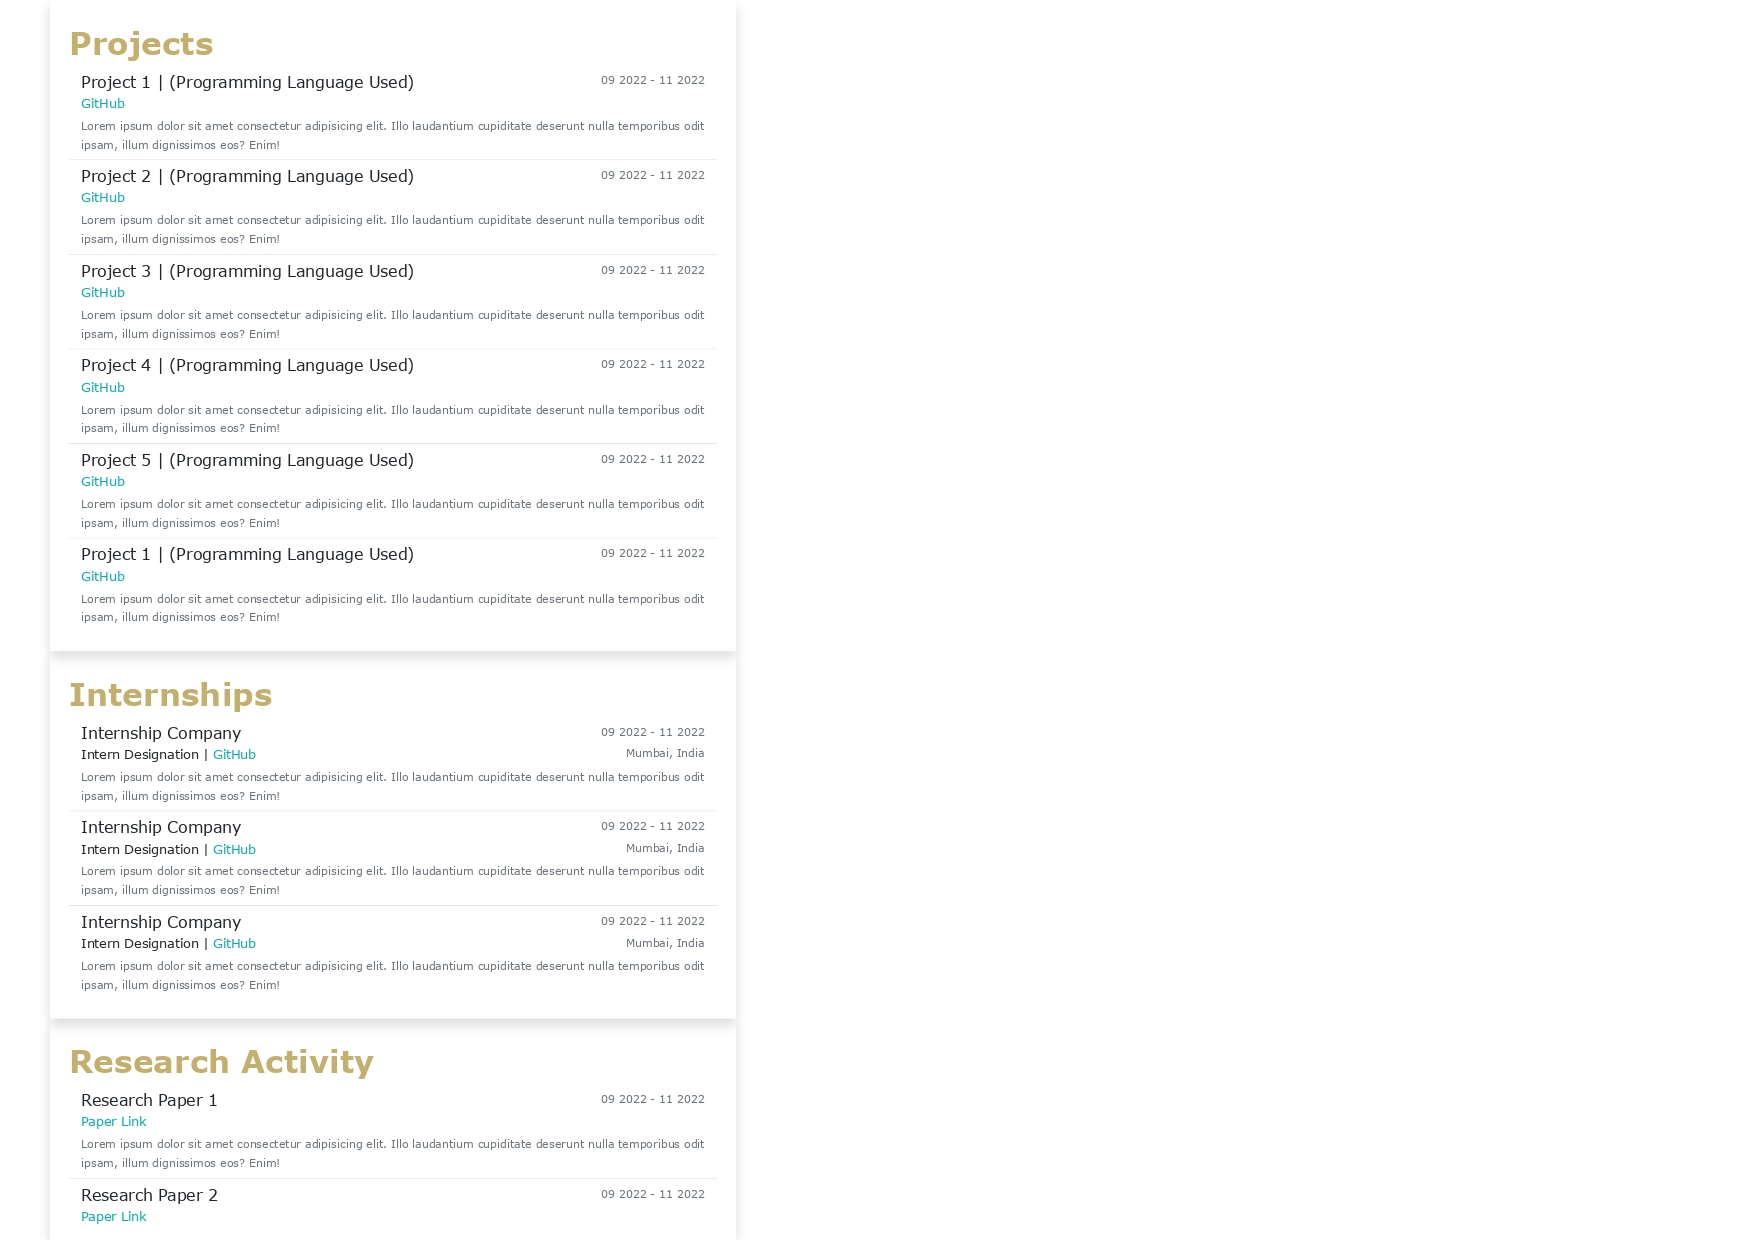 Projects
Project 1 | (Programming Language Used)
09 2022 - 11 2022
GitHub
Lorem ipsum dolor sit amet consectetur adipisicing elit. Illo laudantium cupiditate deserunt nulla temporibus odit
ipsam, illum dignissimos eos? Enim!
Project 2 | (Programming Language Used)
09 2022 - 11 2022
GitHub
Lorem ipsum dolor sit amet consectetur adipisicing elit. Illo laudantium cupiditate deserunt nulla temporibus odit
ipsam, illum dignissimos eos? Enim!
Project 3 | (Programming Language Used)
09 2022 - 11 2022
GitHub
Lorem ipsum dolor sit amet consectetur adipisicing elit. Illo laudantium cupiditate deserunt nulla temporibus odit
ipsam, illum dignissimos eos? Enim!
Project 4 | (Programming Language Used)
09 2022 - 11 2022
GitHub
Lorem ipsum dolor sit amet consectetur adipisicing elit. Illo laudantium cupiditate deserunt nulla temporibus odit
ipsam, illum dignissimos eos? Enim!
Project 5 | (Programming Language Used)
09 2022 - 11 2022
GitHub
Lorem ipsum dolor sit amet consectetur adipisicing elit. Illo laudantium cupiditate deserunt nulla temporibus odit
ipsam, illum dignissimos eos? Enim!
Project 1 | (Programming Language Used)
09 2022 - 11 2022
GitHub
Lorem ipsum dolor sit amet consectetur adipisicing elit. Illo laudantium cupiditate deserunt nulla temporibus odit
ipsam, illum dignissimos eos? Enim!
Internships
Internship Company
09 2022 - 11 2022
Intern Designation | GitHub
Mumbai, India
Lorem ipsum dolor sit amet consectetur adipisicing elit. Illo laudantium cupiditate deserunt nulla temporibus odit
ipsam, illum dignissimos eos? Enim!
Internship Company
09 2022 - 11 2022
Intern Designation | GitHub
Mumbai, India
Lorem ipsum dolor sit amet consectetur adipisicing elit. Illo laudantium cupiditate deserunt nulla temporibus odit
ipsam, illum dignissimos eos? Enim!
Internship Company
09 2022 - 11 2022
Intern Designation | GitHub
Mumbai, India
Lorem ipsum dolor sit amet consectetur adipisicing elit. Illo laudantium cupiditate deserunt nulla temporibus odit
ipsam, illum dignissimos eos? Enim!
Research Activity
Research Paper 1
09 2022 - 11 2022
Paper Link
Lorem ipsum dolor sit amet consectetur adipisicing elit. Illo laudantium cupiditate deserunt nulla temporibus odit
ipsam, illum dignissimos eos? Enim!
Research Paper 2
09 2022 - 11 2022
Paper Link